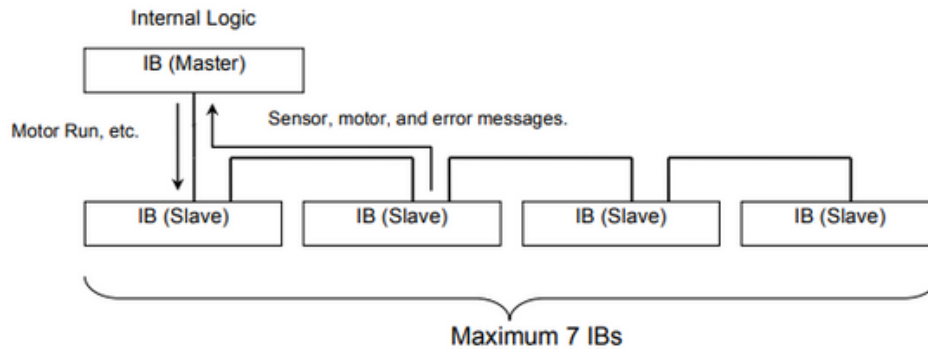 Internal Logic
IB (Master)
Motor Run, etc.
Sensor, motor, and error messages.
IB (Slave)
IB (Slave)
IB (Slave)
IB (Slave)
Maximum 7 IBs